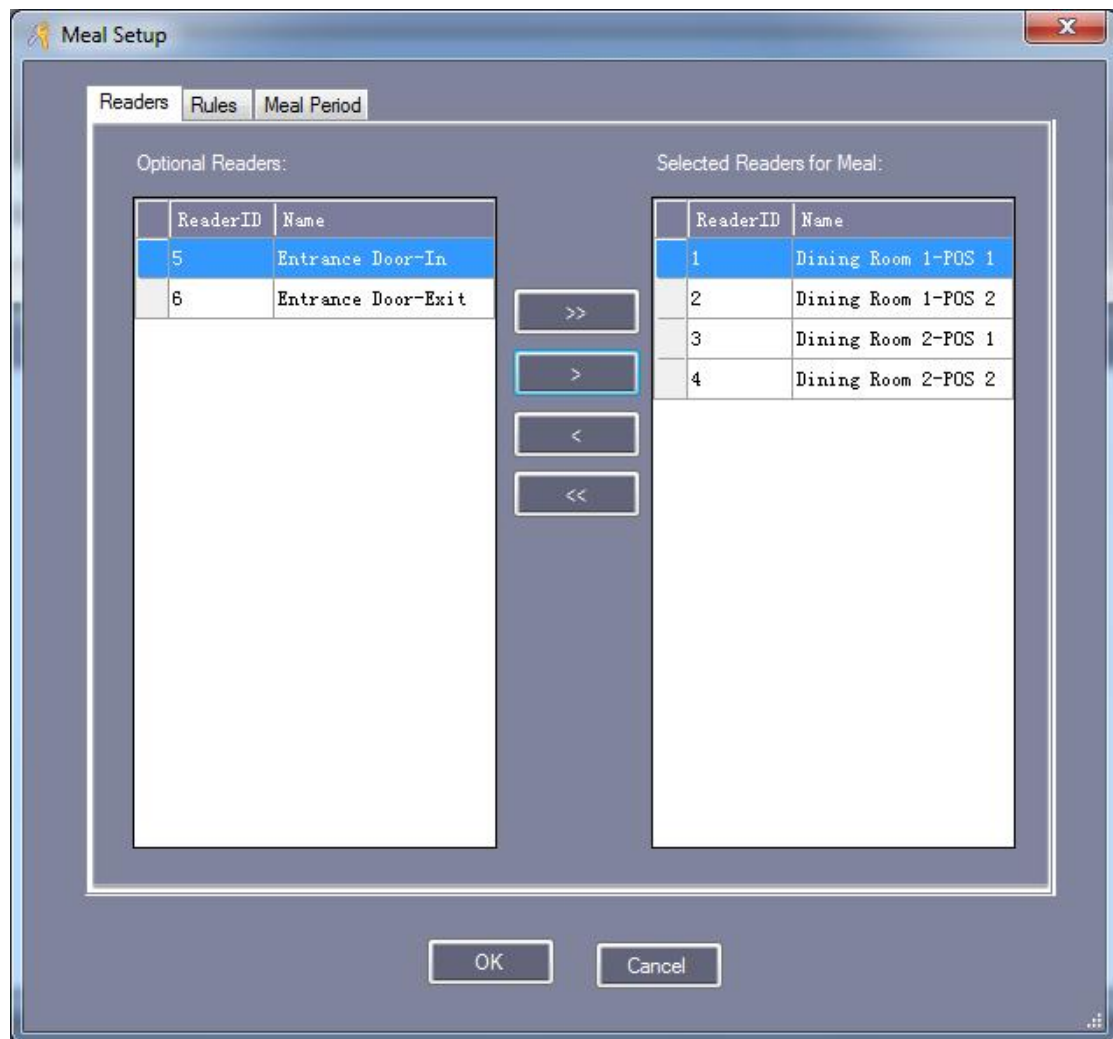 Meal Setup
x
Readers Rules Meal Period
Optional Readers: Selected Readers for Meal:
ReaderID Name ReaderID Name
5 Entrance Door-In 1 Dining Room 1-POS 1
6 Entrance Door-Exit 2 Dining Room 1-POS 2
>> 3 Dining Room 2-POS 1
> 4 Dining Room 2-POS 2
<
<<
OK Cancel